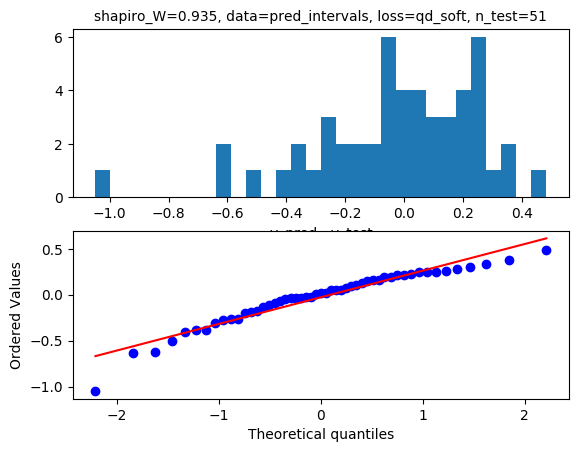 shapiro_W=0.935, data=pred_intervals, loss=qd_soft, n_test=51
6
4
2
0
−1.0 −0.8 −0.6 −0.4 −0.2 0.0 0.2 0.4
0.5
0.0
−0.5
−1.0
Ordered Values
−2 −1 0 1 2
Theoretical quantiles